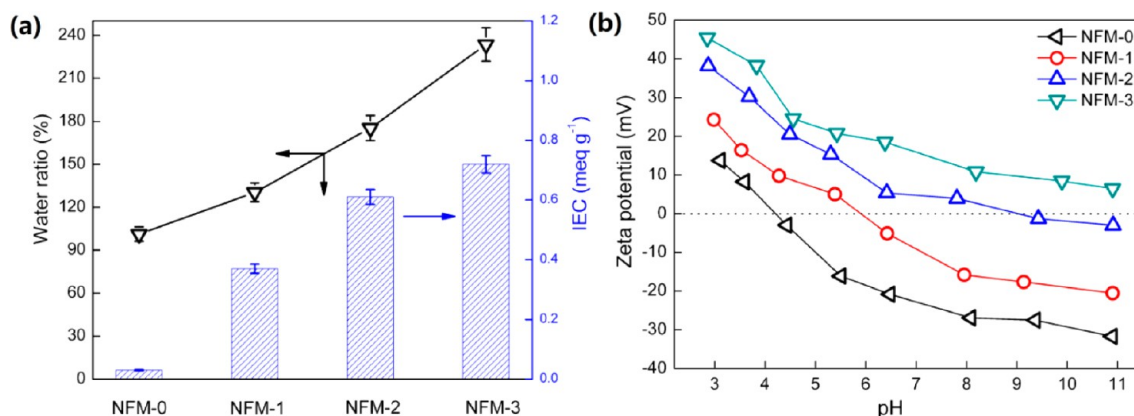 (a)
Water ratio (%)
240
210
180
150
120
90
60
30
0
NFM-0 NFM-1 NFM-2 NFM-3
1.2
1.0
0.8
0.6
0.4
0.2
0.0
IEC (meq g⁻¹)
(b)
Zeta potential (mV)
50
40
30
20
10
0
-10
-20
-30
-40
3 4 5 6 7 8 9 10 11
pH
NFM-0
NFM-1
NFM-2
NFM-3